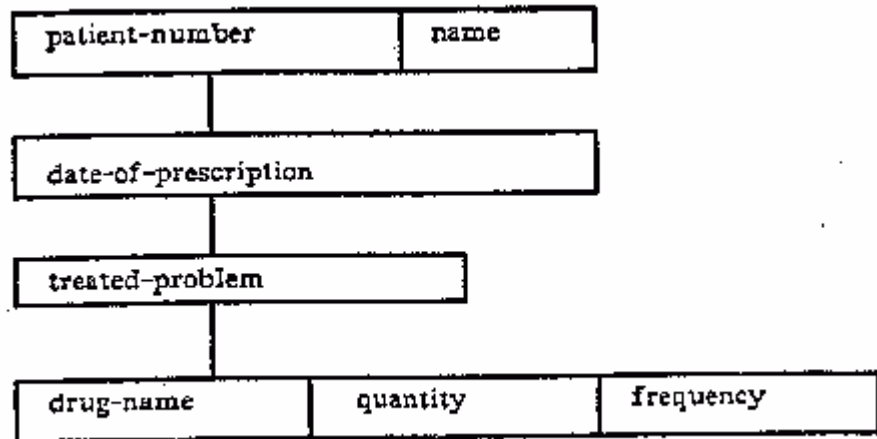 patient-number name
date-of-prescription
treated-problem
drug-name quantity frequency